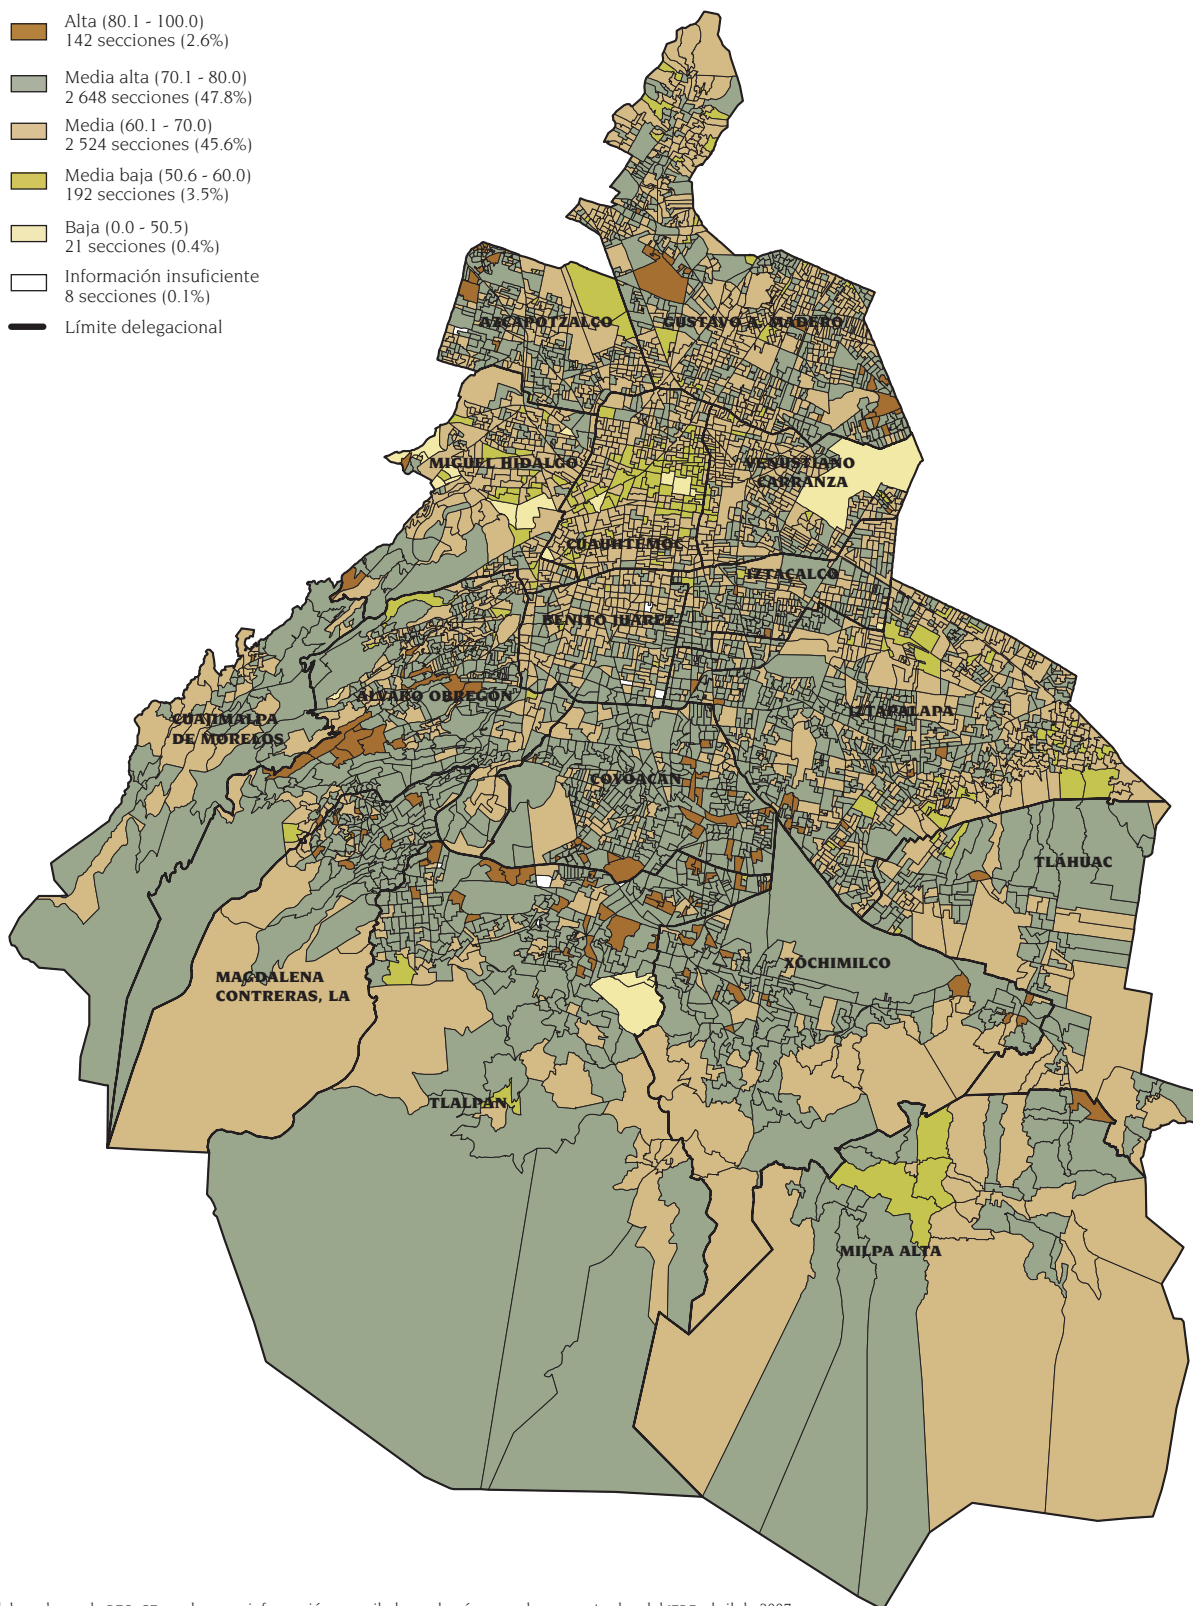 Alta (80.1 - 100.0)
142 secciones (2.6%)
Media alta (70.1 - 80.0)
2 648 secciones (47.8%)
Media (60.1 - 70.0)
2 524 secciones (45.6%)
Media baja (50.6 - 60.0)
192 secciones (3.5%)
Baja (0.0 - 50.5)
21 secciones (0.4%)
Información insuficiente
8 secciones (0.1%)
Límite delegacional
AZCAPOTZALCO
GUSTAVO A. MADERO
MIGUEL HIDALGO
VENUSTIANO
CARRANZA
CUAUHTÉMOC
IZTACALCO
BENITO JUÁREZ
ÁLVARO OBREGÓN
IZTAPALAPA
CUAJIMALPA
DE MORELOS
COYOACÁN
TLÁHUAC
XOCHIMILCO
MAGDALENA
CONTRERAS, LA
TLALPAN
MILPA ALTA